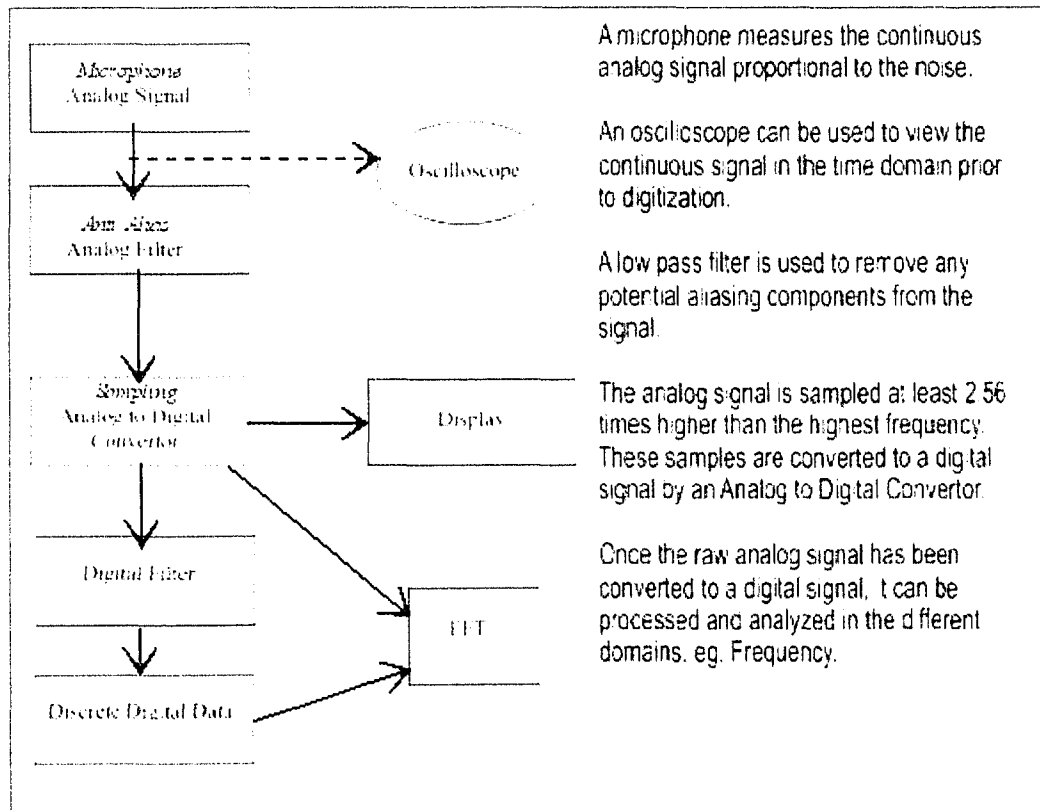 Microphone
Analog Signal
Oscilloscope
Analog Filter
Sampling
Analog to Digital
Convertor
Display
Digital Filter
FFT
Discrete Digital Data
A microphone measures the continuous
analog signal proportional to the noise.
An oscilloscope can be used to view the
continuous signal in the time domain prior
to digitization.
A low pass filter is used to remove any
potential aliasing components from the
signal.
The analog signal is sampled at least 2.56
times higher than the highest frequency.
These samples are converted to a digital
signal by an Analog to Digital Convertor.
Once the raw analog signal has been
converted to a digital signal, t can be
processed and analyzed in the different
domains. eg. Frequency.